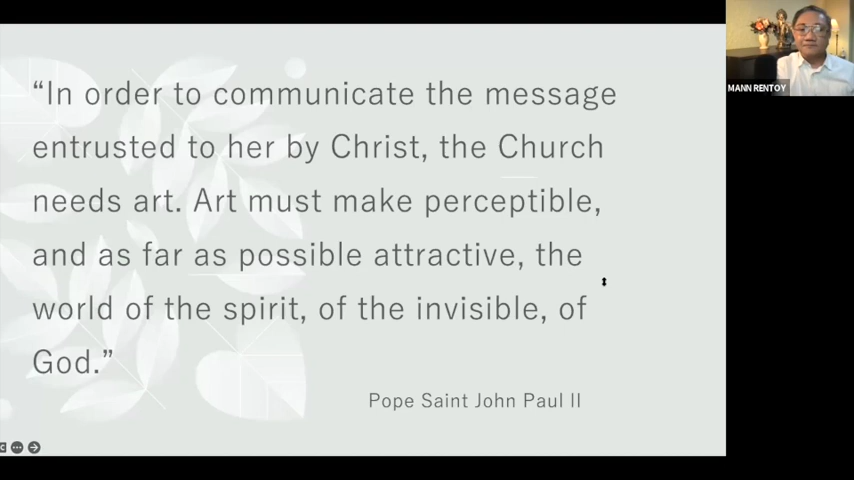 “In order to communicate the message
entrusted to her by Christ, the Church
needs art. Art must make perceptible,
and as far as possible attractive, the
world of the spirit, of the invisible, of
God.”
Pope Saint John Paul II
MANN RENTOY